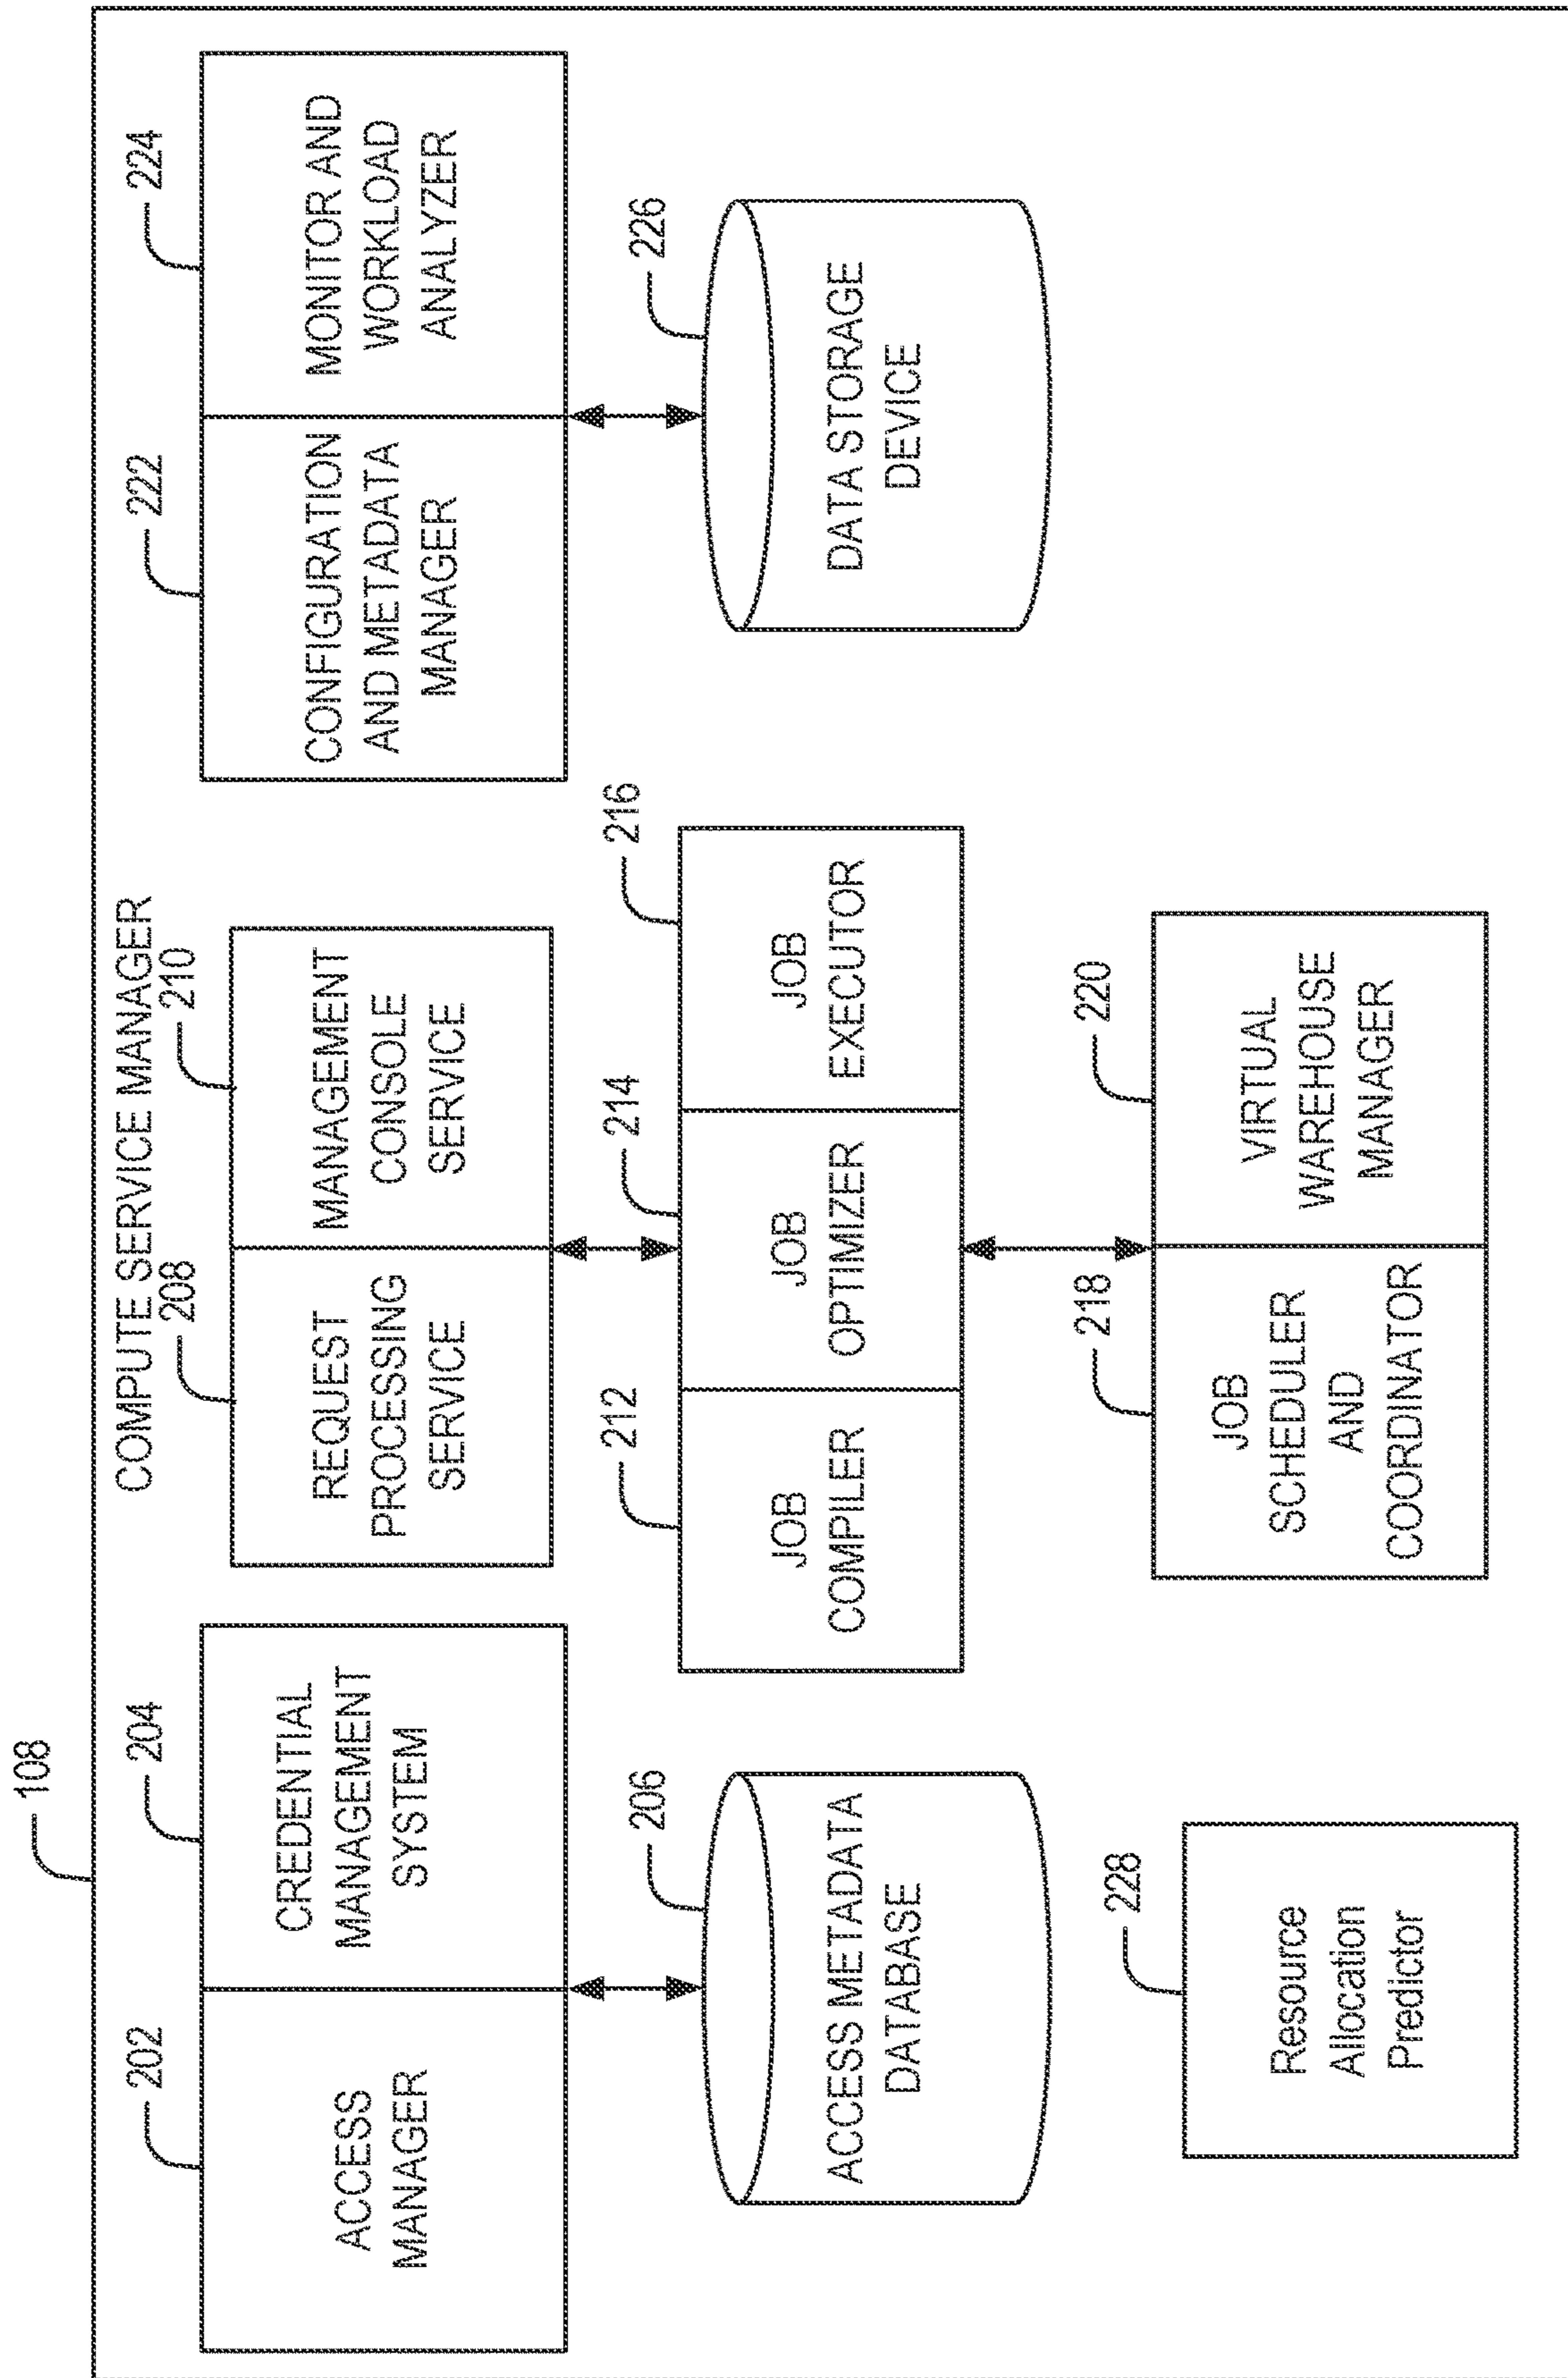 108
COMPUTE SERVICE MANAGER
202
204
ACCESS
MANAGER
CREDENTIAL
MANAGEMENT
SYSTEM
206
ACCESS METADATA
DATABASE
228
Resource
Allocation
Predictor
208
210
REQUEST
PROCESSING
SERVICE
MANAGEMENT
CONSOLE
SERVICE
212
214
216
JOB
COMPILER
JOB
OPTIMIZER
JOB
EXECUTOR
218
220
JOB
SCHEDULER
AND
COORDINATOR
VIRTUAL
WAREHOUSE
MANAGER
222
224
CONFIGURATION
AND METADATA
MANAGER
MONITOR AND
WORKLOAD
ANALYZER
226
DATA STORAGE
DEVICE